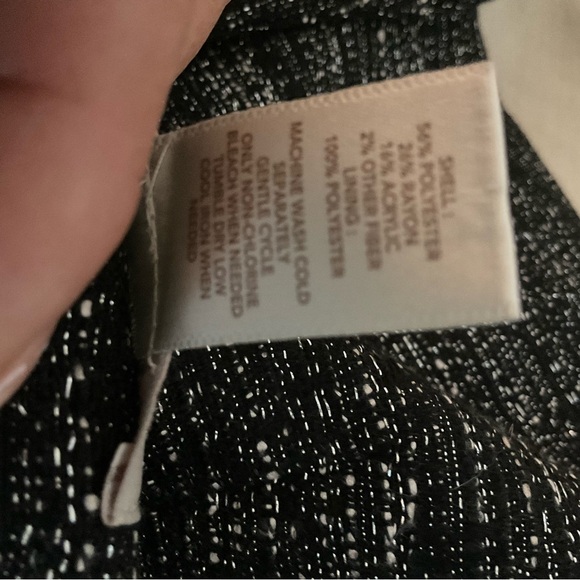 SHELL :
56% POLYESTER
26% RAYON
16% ACRYLIC
2% OTHER FIBER
LINING :
100% POLYESTER
MACHINE WASH COLD
SEPARATELY
GENTLE CYCLE
ONLY NON-CHLORINE
BLEACH WHEN NEEDED
TUMBLE DRY LOW
COOL IRON WHEN
NEEDED